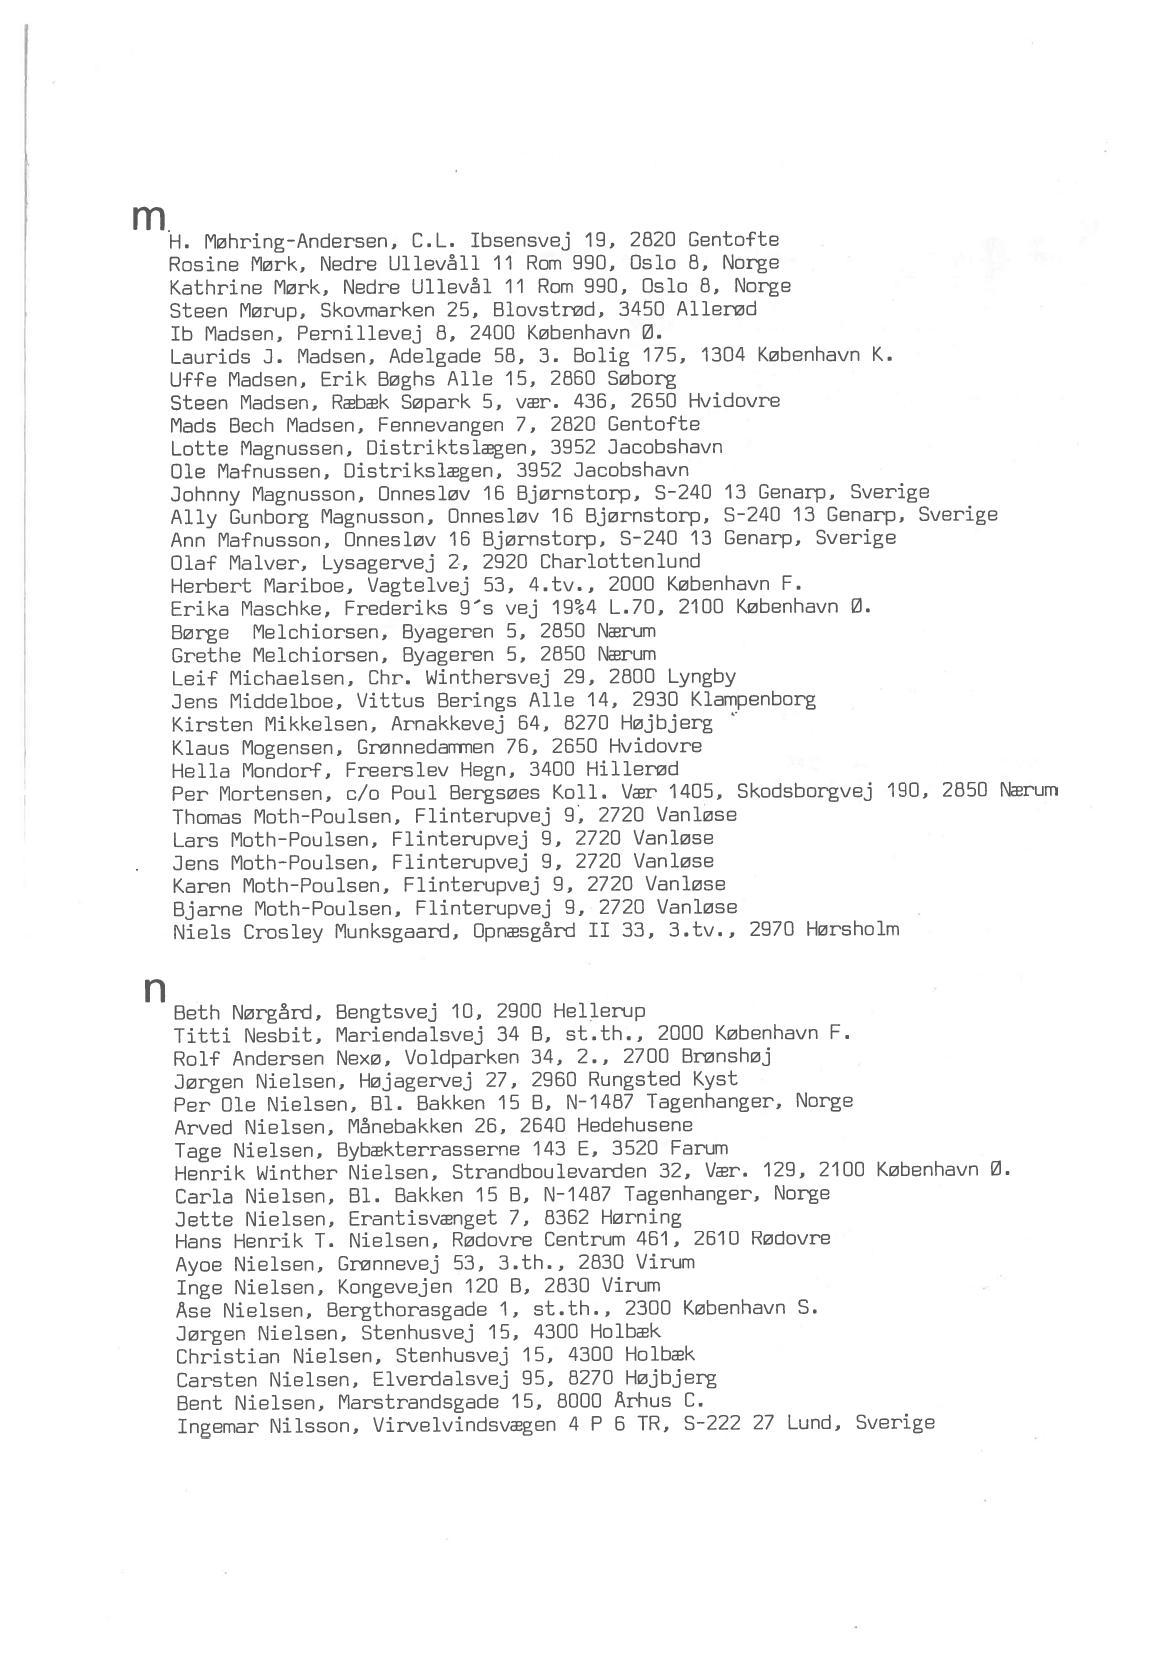 m
H. Møhring-Andersen, C.L. Ibsensvej 19, 2820 Gentofte
Rosine Mørk, Nedre Ullevåll 11 Rom 990, Oslo 8, Norge
Kathrine Mørk, Nedre Ullevål 11 Rom 990, Oslo 8, Norge
Steen Mørup, Skovmarken 25, Blovstrød, 3450 Allerød
Ib Madsen, Pernillevej 8, 2400 København Ø.
Laurids J. Madsen, Adelgade 58, 3. Bolig 175, 1304 København K.
Uffe Madsen, Erik Bøghs Alle 15, 2860 Søborg
Steen Madsen, Ræbæk Søpark 5, vær. 436, 2650 Hvidovre
Mads Bech Madsen, Fennevangen 7, 2820 Gentofte
Lotte Magnussen, Distriktslægen, 3952 Jacobshavn
Ole Mafnussen, Distrikslægen, 3952 Jacobshavn
Johnny Magnusson, Onnesløv 16 Bjørnstorp, S-240 13 Genarp, Sverige
Ally Gunborg Magnusson, Onnesløv 16 Bjørnstorp, S-240 13 Genarp, Sverige
Ann Mafnusson, Onnesløv 16 Bjørnstorp, S-240 13 Genarp, Sverige
Olaf Malver, Lysagervej 2, 2920 Charlottenlund
Herbert Mariboe, Vagtelvej 53, 4.tv., 2000 København F.
Erika Maschke, Frederiks 9´s vej 19%4 L.70, 2100 København Ø.
Børge  Melchiorsen, Byageren 5, 2850 Nærum
Grethe Melchiorsen, Byageren 5, 2850 Nærum
Leif Michaelsen, Chr. Winthersvej 29, 2800 Lyngby
Jens Middelboe, Vittus Berings Alle 14, 2930 Klampenborg
Kirsten Mikkelsen, Arnakkevej 64, 8270 Højbjerg
Klaus Mogensen, Grønnedammen 76, 2650 Hvidovre
Hella Mondorf, Freerslev Hegn, 3400 Hillerød
Per Mortensen, c/o Poul Bergsøes Koll. Vær 1405, Skodsborgvej 190, 2850 Nærum
Thomas Moth-Poulsen, Flinterupvej 9, 2720 Vanløse
Lars Moth-Poulsen, Flinterupvej 9, 2720 Vanløse
Jens Moth-Poulsen, Flinterupvej 9, 2720 Vanløse
Karen Moth-Poulsen, Flinterupvej 9, 2720 Vanløse
Bjarne Moth-Poulsen, Flinterupvej 9, 2720 Vanløse
Niels Crosley Munksgaard, Opnæsgård II 33, 3.tv., 2970 Hørsholm
n
Beth Nørgård, Bengtsvej 10, 2900 Hellerup
Titti Nesbit, Mariendalsvej 34 B, st.th., 2000 København F.
Rolf Andersen Nexø, Voldparken 34, 2., 2700 Brønshøj
Jørgen Nielsen, Højagervej 27, 2960 Rungsted Kyst
Per Ole Nielsen, Bl. Bakken 15 B, N-1487 Tagenhanger, Norge
Arved Nielsen, Månebakken 26, 2640 Hedehusene
Tage Nielsen, Bybækterrasserne 143 E, 3520 Farum
Henrik Winther Nielsen, Strandboulevarden 32, Vær. 129, 2100 København Ø.
Carla Nielsen, Bl. Bakken 15 B, N-1487 Tagenhanger, Norge
Jette Nielsen, Erantisvænget 7, 8362 Hørning
Hans Henrik T. Nielsen, Rødovre Centrum 461, 2610 Rødovre
Ayoe Nielsen, Grønnevej 53, 3.th., 2830 Virum
Inge Nielsen, Kongevejen 120 B, 2830 Virum
Åse Nielsen, Bergthorasgade 1, st.th., 2300 København S.
Jørgen Nielsen, Stenhusvej 15, 4300 Holbæk
Christian Nielsen, Stenhusvej 15, 4300 Holbæk
Carsten Nielsen, Elverdalsvej 95, 8270 Højbjerg
Bent Nielsen, Marstrandsgade 15, 8000 Århus C.
Ingemar Nilsson, Virvelvindsvægen 4 P 6 TR, S-222 27 Lund, Sverige